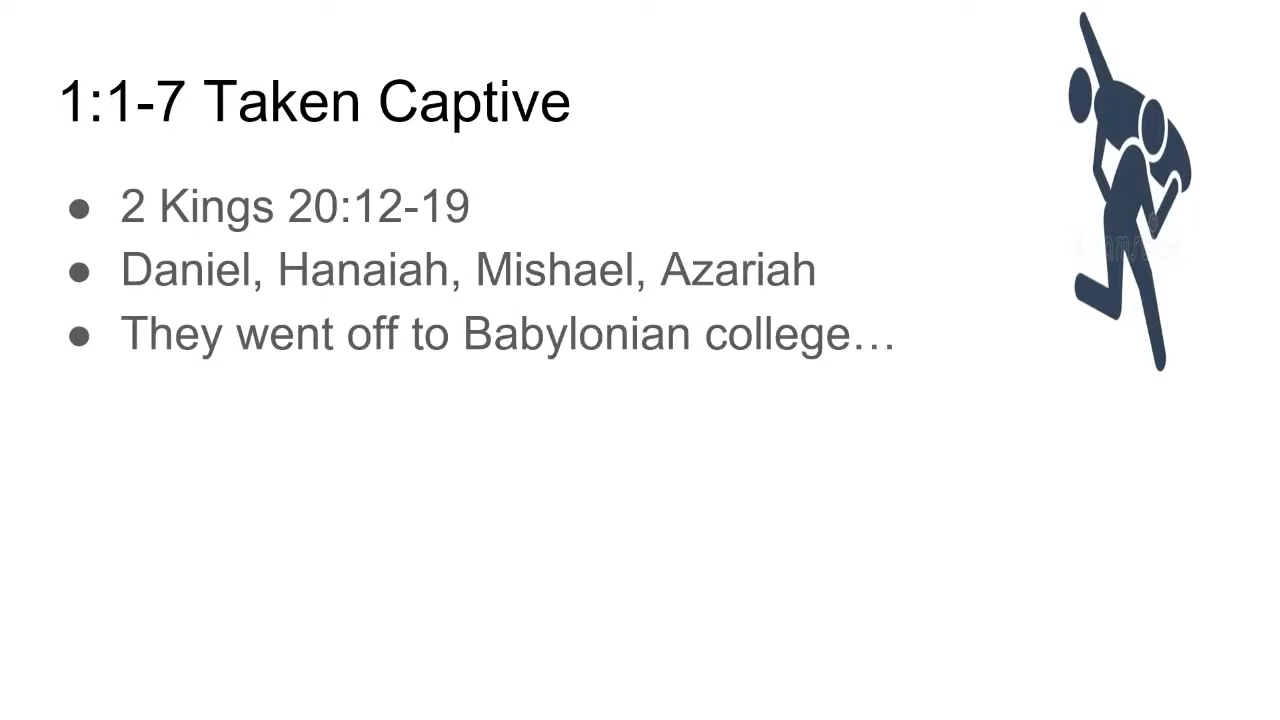 1:1-7 Taken Captive
● 2 Kings 20:12-19
● Daniel, Hanaiah, Mishael, Azariah
● They went off to Babylonian college…